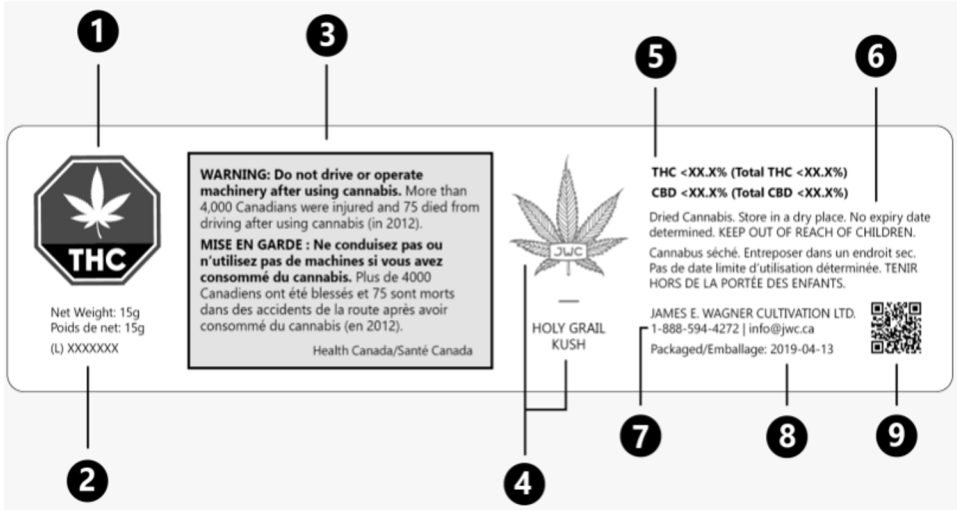 1
3
5
6
THC
Net Weight: 15g
Poids de net: 15g
(L) XXXXXXX
WARNING: Do not drive or operate
machinery after using cannabis. More than
4,000 Canadians were injured and 75 died from
driving after using cannabis (in 2012).
MISE EN GARDE : Ne conduisez pas ou
n'utilisez pas de machines si vous avez
consommé du cannabis. Plus de 4000
Canadiens ont été blessés et 75 sont morts
dans des accidents de la route après avoir
consommé du cannabis (en 2012).
Health Canada/Santé Canada
JWC
HOLY GRAIL
KUSH
THC <XX.X% (Total THC <XX.X%)
CBD <XX.X% (Total CBD <XX.X%)
Dried Cannabis. Store in a dry place. No expiry date
determined. KEEP OUT OF REACH OF CHILDREN.
Cannabus séché. Entreposer dans un endroit sec.
Pas de date limite d'utilisation déterminée. TENIR
HORS DE LA PORTÉE DES ENFANTS.
JAMES E. WAGNER CULTIVATION LTD.
1-888-594-4272 | info@jwc.ca
Packaged/Emballage: 2019-04-13
2
4
7
8
9